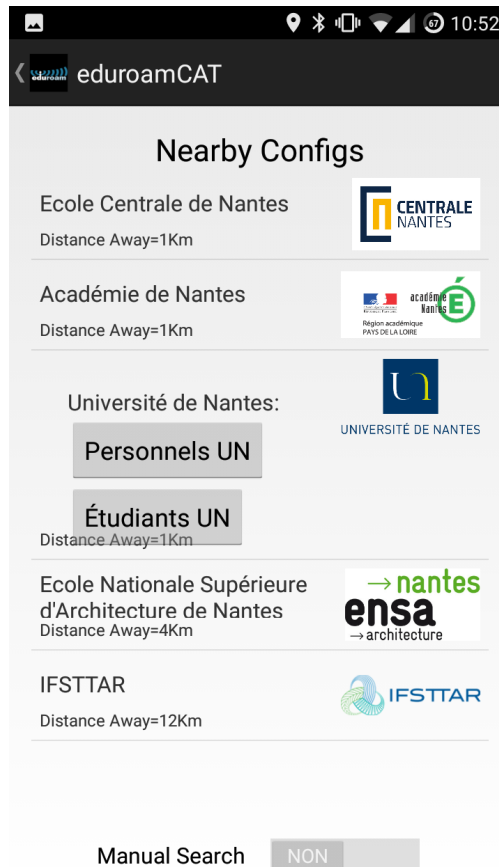 67 10:52
eduroam eduroamCAT
Nearby Configs
Ecole Centrale de Nantes
Distance Away=1Km
CENTRALE
NANTES
Académie de Nantes
Distance Away=1Km
académie
Nantes
É
Région académique
PAYS DE LA LOIRE
Université de Nantes:
UNIVERSITÉ DE NANTES
Personnels UN
Étudiants UN
Distance Away=1Km
Ecole Nationale Supérieure
d'Architecture de Nantes
Distance Away=4Km
→nantes
ensa
→architecture
IFSTTAR
Distance Away=12Km
IFSTTAR
Manual Search NON